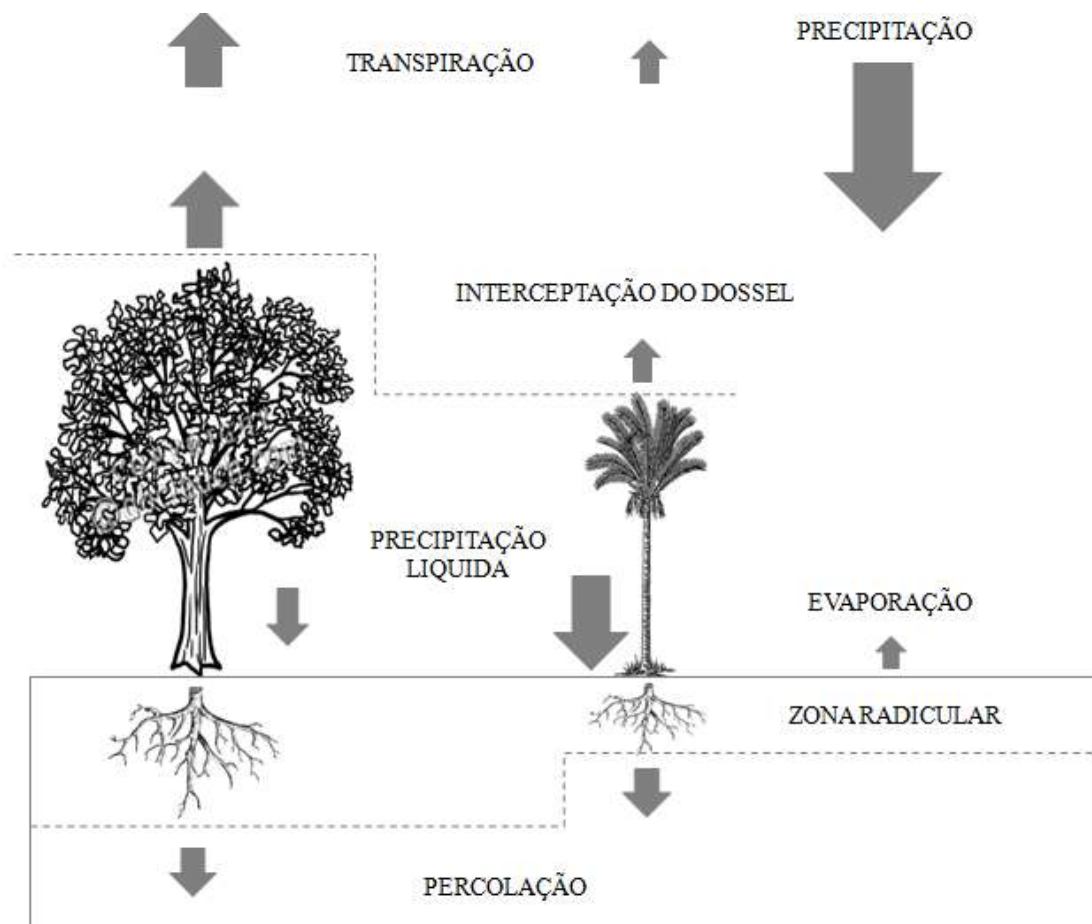 PRECIPITAÇÃO
TRANSPIRAÇÃO
INTERCEPTAÇÃO DO DOSSEL
PRECIPITAÇÃO
LIQUIDA
EVAPORAÇÃO
ZONA RADICULAR
PERCOLAÇÃO